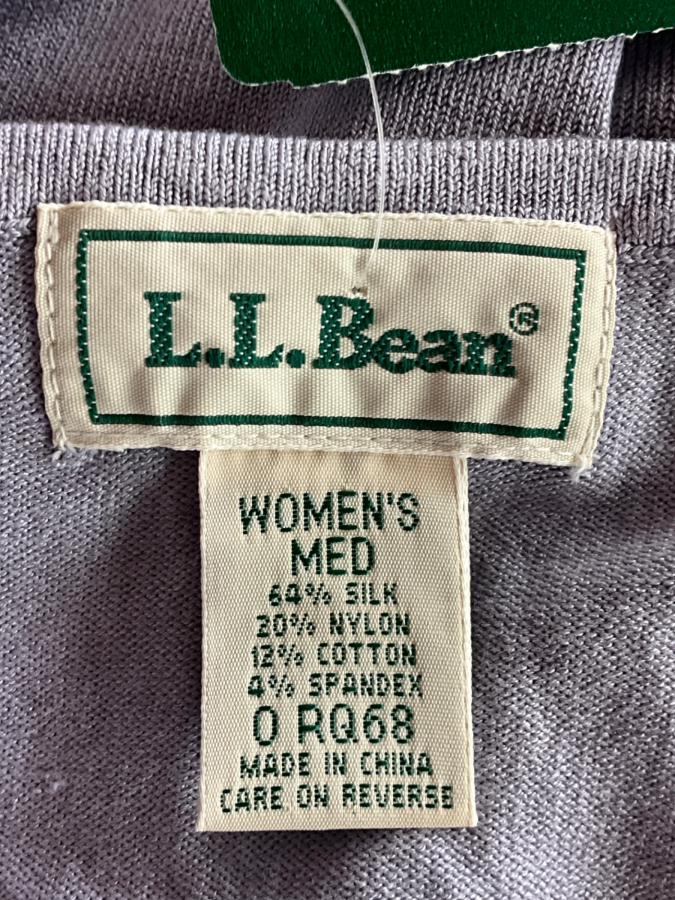 L.L.Bean®
WOMEN'S
MED
64% SILK
20% NYLON
12% COTTON
4% SPANDEX
0 RQ68
MADE IN CHINA
CARE ON REVERSE